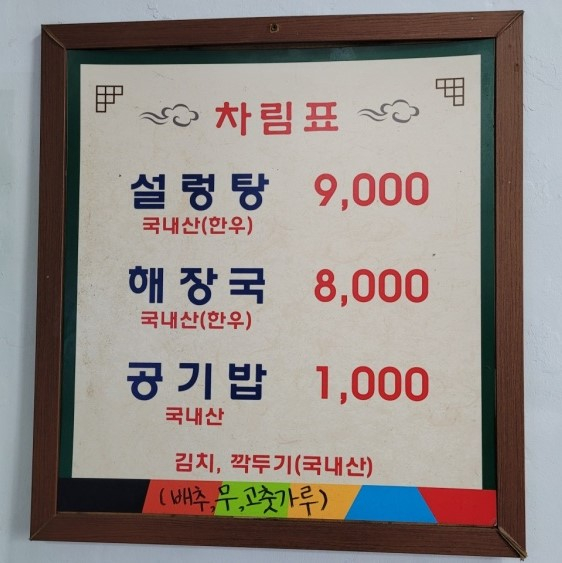 차림표
설렁탕 9,000
국내산(한우)
해장국 8,000
국내산(한우)
공기밥 1,000
국내산
김치, 깍두기(국내산)
(배추,무,고춧가루)